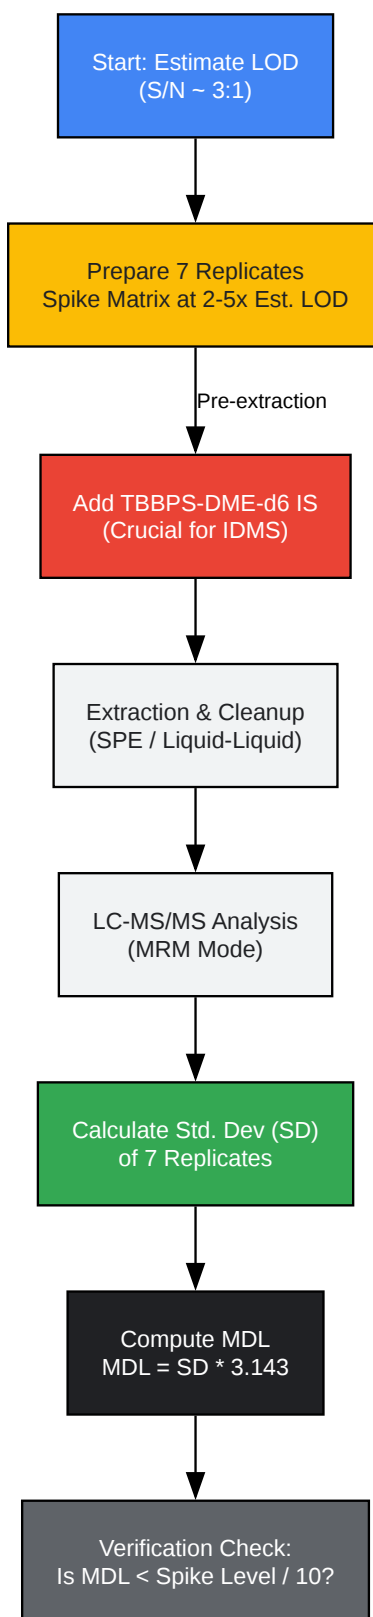 Start: Estimate LOD
(S/N ~ 3:1)
Prepare 7 Replicates
Spike Matrix at 2-5x Est. LOD
Pre-extraction
Add TBBPS-DME-d6 IS
(Crucial for IDMS)
Extraction & Cleanup
(SPE / Liquid-Liquid)
LC-MS/MS Analysis
(MRM Mode)
Calculate Std. Dev (SD)
of 7 Replicates
Compute MDL
MDL = SD * 3.143
Verification Check:
Is MDL < Spike Level / 10?